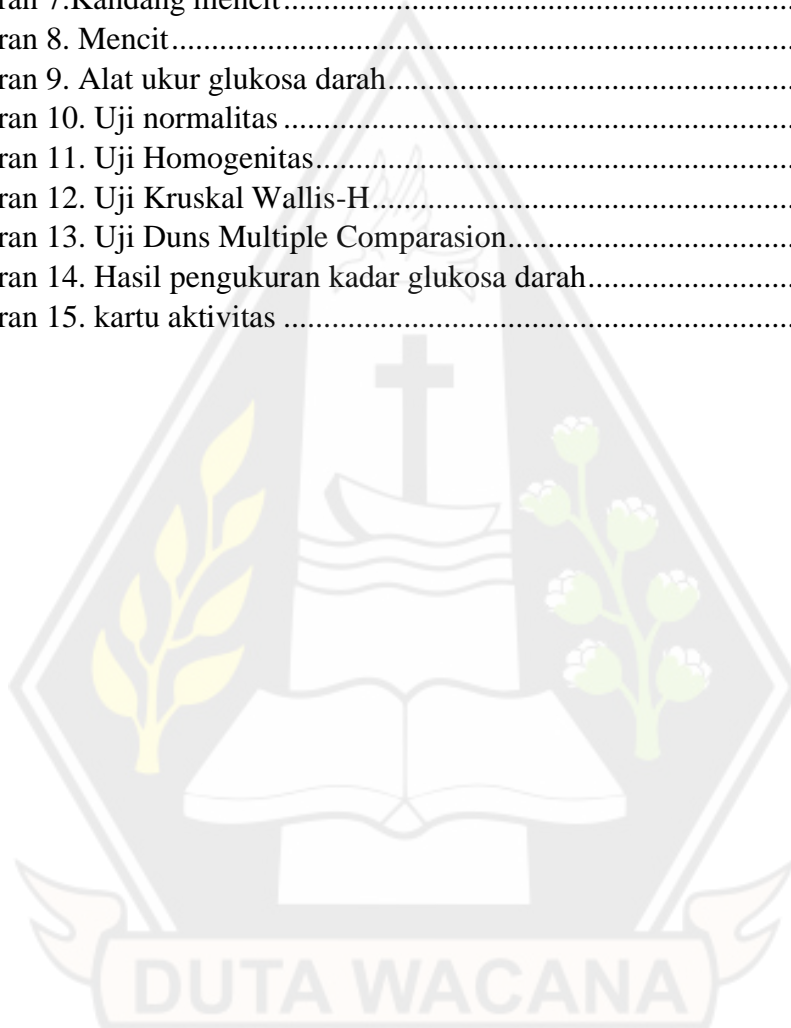 ran 7.Kandang mencit....................................................................
ran 8. Mencit..................................................................................
ran 9. Alat ukur glukosa darah.......................................................
ran 10. Uji normalitas ....................................................................
ran 11. Uji Homogenitas................................................................
ran 12. Uji Kruskal Wallis-H.........................................................
ran 13. Uji Duns Multiple Comparasion........................................
ran 14. Hasil pengukuran kadar glukosa darah..............................
ran 15. kartu aktivitas ....................................................................
DUTA WACANA